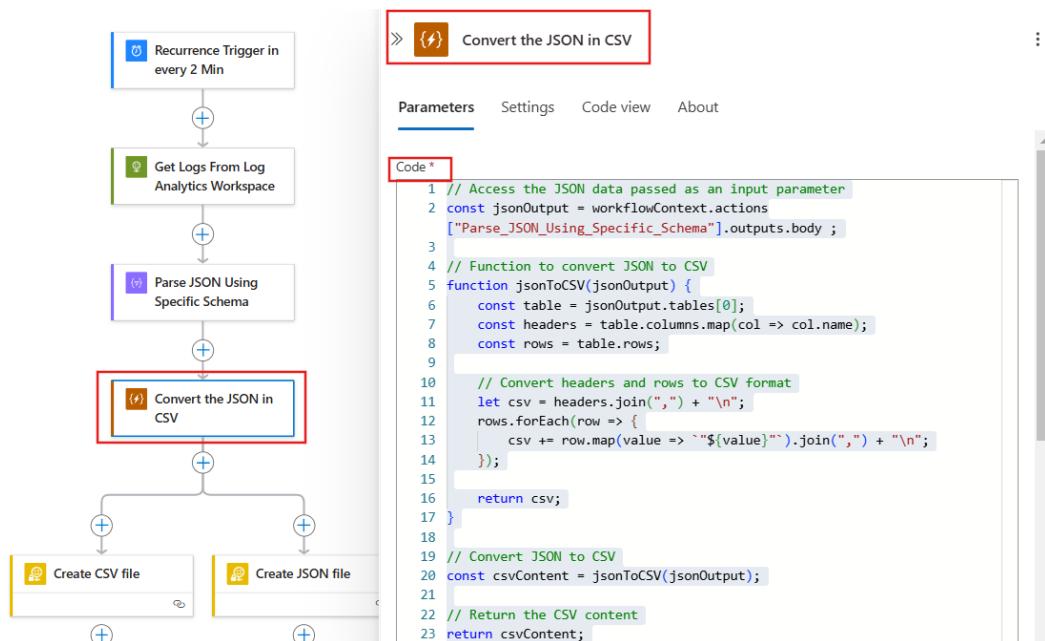 Recurrence Trigger in
every 2 Min
Get Logs From Log
Analytics Workspace
Parse JSON Using
Specific Schema
Convert the JSON in
CSV
Create CSV file
Create JSON file
Convert the JSON in CSV
Parameters Settings Code view About
Code *
1 // Access the JSON data passed as an input parameter
2 const jsonOutput = workflowContext.actions
["Parse_JSON_Using_Specific_Schema"].outputs.body ;
3
4 // Function to convert JSON to CSV
5 function jsonToCSV(jsonOutput) {
6     const table = jsonOutput.tables[0];
7     const headers = table.columns.map(col => col.name);
8     const rows = table.rows;
9
10     // Convert headers and rows to CSV format
11     let csv = headers.join(",") + "\n";
12     rows.forEach(row => {
13         csv += row.map(value => `"${value}"`).join(",") + "\n";
14     });
15
16     return csv;
17 }
18
19 // Convert JSON to CSV
20 const csvContent = jsonToCSV(jsonOutput);
21
22 // Return the CSV content
23 return csvContent;